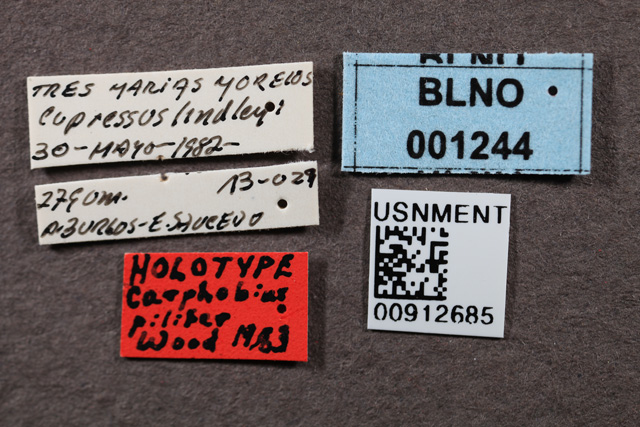 TRES MARIAS MORELOS
Cupressus lindleyi
30-MAYO-1982-
13-029
2740m.
A. BURGOS-E. SAUCEDO
HOLOTYPE
Carphobius
pilifer
Wood 1983
BLNO
001244
USNMENT
00912685